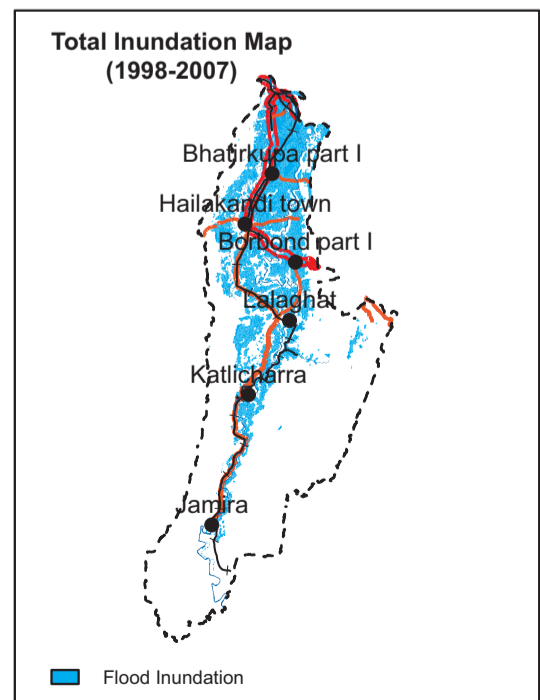 Total Inundation Map
(1998-2007)
Bhatirkupa part I
Hailakandi town
Borbond part I
Lalaghat
Katlicharra
Jamira
Flood Inundation